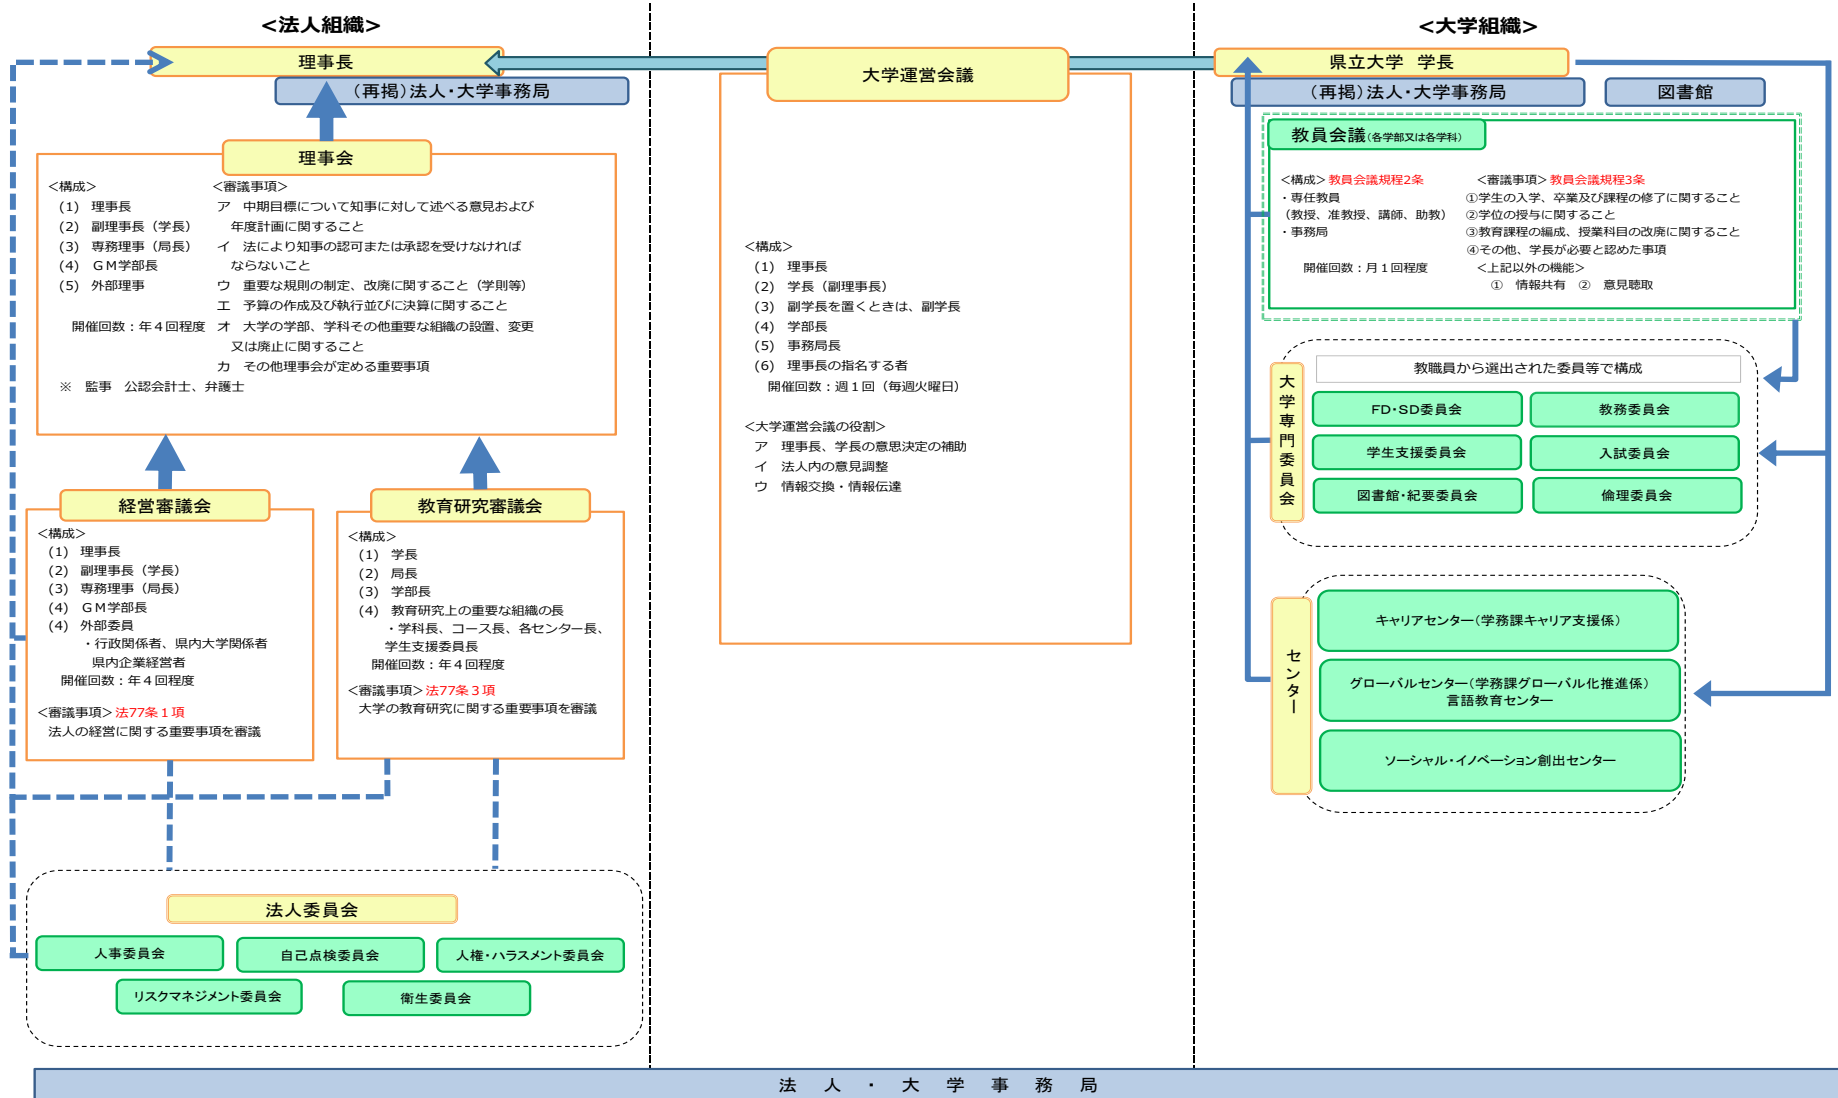 <法人組織>
理事長
(再掲)法人・大学事務局
理事会
<構成>
(1) 理事長
(2) 副理事長（学長）
(3) 専務理事（局長）
(4) ＧＭ学部長
(5) 外部理事
開催回数：年４回程度
※ 監事 公認会計士、弁護士
<審議事項>
ア 中期目標について知事に対して述べる意見および
年度計画に関すること
イ 法により知事の認可または承認を受けなければ
ならないこと
ウ 重要な規則の制定、改廃に関すること（学則等）
エ 予算の作成及び執行並びに決算に関すること
オ 大学の学部、学科その他重要な組織の設置、変更
又は廃止に関すること
カ その他理事会が定める重要事項
経営審議会
<構成>
(1) 理事長
(2) 副理事長（学長）
(3) 専務理事（局長）
(4) ＧＭ学部長
(4) 外部委員
・行政関係者、県内大学関係者
県内企業経営者
開催回数：年４回程度
<審議事項>法77条１項
法人の経営に関する重要事項を審議
教育研究審議会
<構成>
(1) 学長
(2) 局長
(3) 学部長
(4) 教育研究上の重要な組織の長
・学科長、コース長、各センター長、
学生支援委員長
開催回数：年４回程度
<審議事項>法77条３項
大学の教育研究に関する重要事項を審議
法人委員会
人事委員会
自己点検委員会
人権・ハラスメント委員会
リスクマネジメント委員会
衛生委員会
大学運営会議
<構成>
(1) 理事長
(2) 学長（副理事長）
(3) 副学長を置くときは、副学長
(4) 学部長
(5) 事務局長
(6) 理事長の指名する者
開催回数：週１回（毎週火曜日）
<大学運営会議の役割>
ア 理事長、学長の意思決定の補助
イ 法人内の意見調整
ウ 情報交換・情報伝達
<大学組織>
県立大学 学長
(再掲)法人・大学事務局
図書館
教員会議(各学部又は各学科)
<構成>教員会議規程2条
・専任教員
（教授、准教授、講師、助教）
・事務局
開催回数：月１回程度
<審議事項>教員会議規程3条
①学生の入学、卒業及び課程の修了に関すること
②学位の授与に関すること
③教育課程の編成、授業科目の改廃に関すること
④その他、学長が必要と認めた事項
<上記以外の機能>
① 情報共有 ② 意見聴取
大学専門委員会
教職員から選出された委員等で構成
FD・SD委員会
教務委員会
学生支援委員会
入試委員会
図書館・紀要委員会
倫理委員会
センター
キャリアセンター(学務課キャリア支援係)
グローバルセンター(学務課グローバル化推進係)
言語教育センター
ソーシャル・イノベーション創出センター
法人・大学事務局